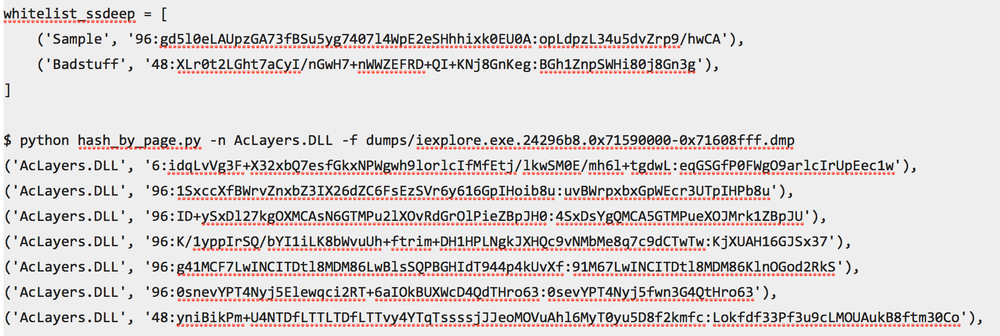 whitelist_ssdeep = [
('Sample', '96:gd5l0eLAUpzGA73fBSu5yg7407l4WpE2eSHhhixk0EU0A:opLdpzL34u5dvZrp9/hwCA'),
('Badstuff', '48:XLr0t2LGht7aCyI/nGwH7+nWWZEFRD+QI+KNj8GnKeg:BGh1ZnpSWHi80j8Gn3g'),
]
$ python hash_by_page.py -n AcLayers.DLL -f dumps/iexplore.exe.24296b8.0x71590000-0x71608fff.dmp
('AcLayers.DLL', '6:idqLvVg3F+X32xbQ7esfGkxNPWgwh9lorlcIfMfEtj/lkwSM0E/mh6l+tgdwL:eqGSGfP0FWgO9arlcIrUpEec1w'),
('AcLayers.DLL', '96:1SxccXfBWrvZnxbZ3IX26dZC6FsEzSVr6y616GpIHoib8u:uvBWrpxbxGpWEcr3UTpIHPb8u'),
('AcLayers.DLL', '96:ID+ySxDl27kgOXMCAsN6GTMPu2lXOvRdGrOlPieZBpJH0:4SxDsYgQMCA5GTMPueXOJMrk1ZBpJU'),
('AcLayers.DLL', '96:K/1yppIrSQ/bYI1iLK8bWvuUh+ftrim+DH1HPLNgkJXHQc9vNMbMe8q7c9dCTwTw:KjXUAH16GJSx37'),
('AcLayers.DLL', '96:g41MCF7LwINCITDtl8MDM86LwBlsSQPBGHIdT944p4kUvXf:91M67LwINCITDtl8MDM86KlnOGod2RkS'),
('AcLayers.DLL', '96:0snevYPT4Nyj5Elewqci2RT+6aIOkBUXWcD4QdTHro63:0sevYPT4Nyj5fwn3G4QtHro63'),
('AcLayers.DLL', '48:yniBikPm+U4NTDfLTTLTDfLTTvy4YTqTssssjJJeoMOVuAhl6MyT0yu5D8f2kmfc:Lokfdf33Pf3u9cLMOUAukB8ftm30Co'),